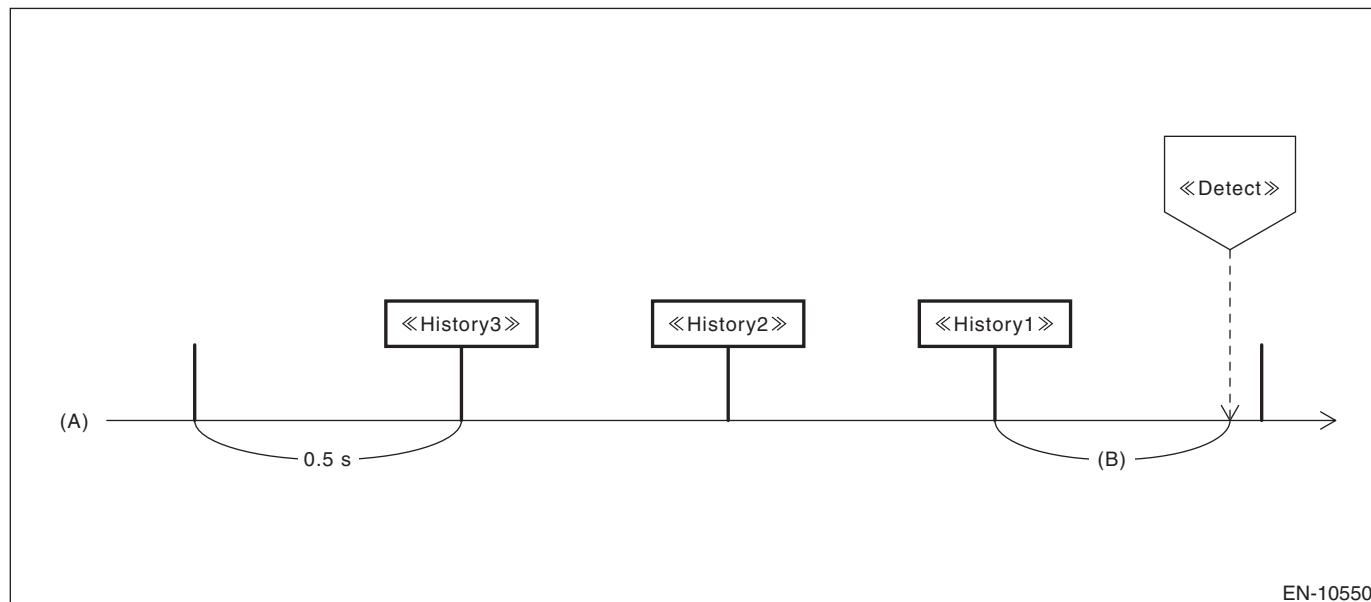 ≪Detect≫
≪History3≫ ≪History2≫ ≪History1≫
(A)
0.5 s (B)
EN-10550